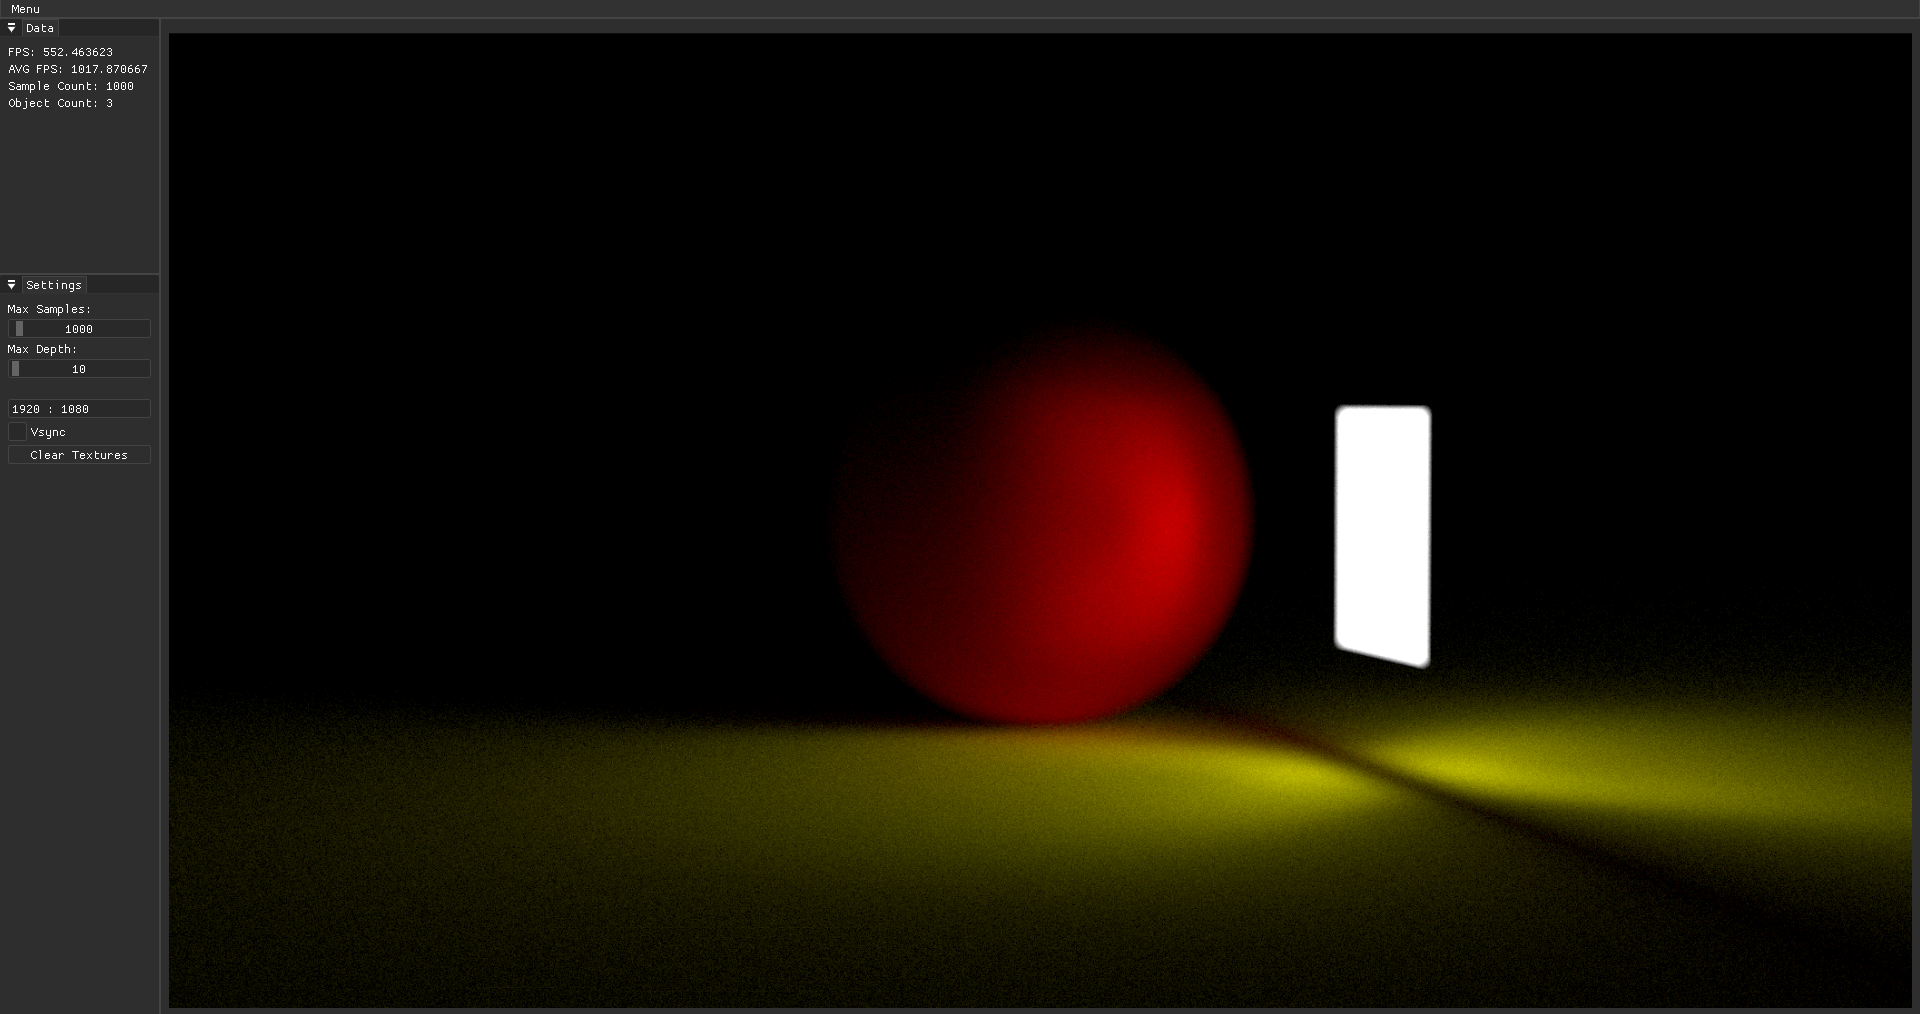 Menu
Data
FPS: 552.463623
AVG FPS: 1017.870667
Sample Count: 1000
Object Count: 3
Settings
Max Samples:
1000
Max Depth:
10
1920 : 1080
Vsync
Clear Textures